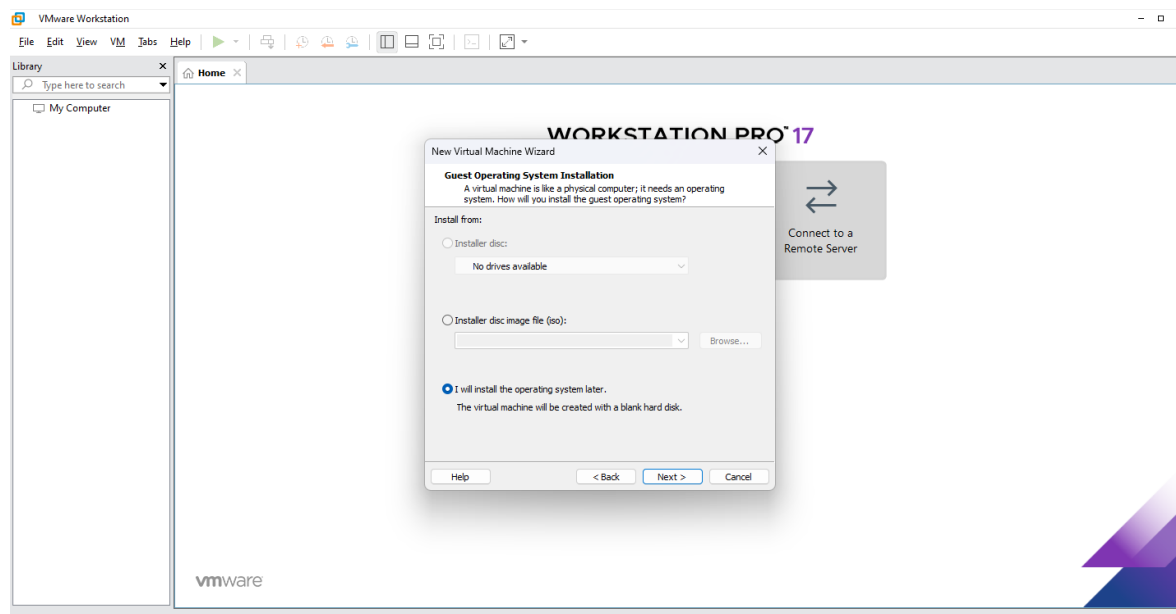 VMware Workstation
File Edit View VM Tabs Help
Library
Type here to search
My Computer
Home
WORKSTATION PRO™ 17
Connect to a
Remote Server
New Virtual Machine Wizard
Guest Operating System Installation
A virtual machine is like a physical computer; it needs an operating
system. How will you install the guest operating system?
Install from:
Installer disc:
No drives available
Installer disc image file (iso):
Browse...
I will install the operating system later.
The virtual machine will be created with a blank hard disk.
Help < Back Next > Cancel
vmware